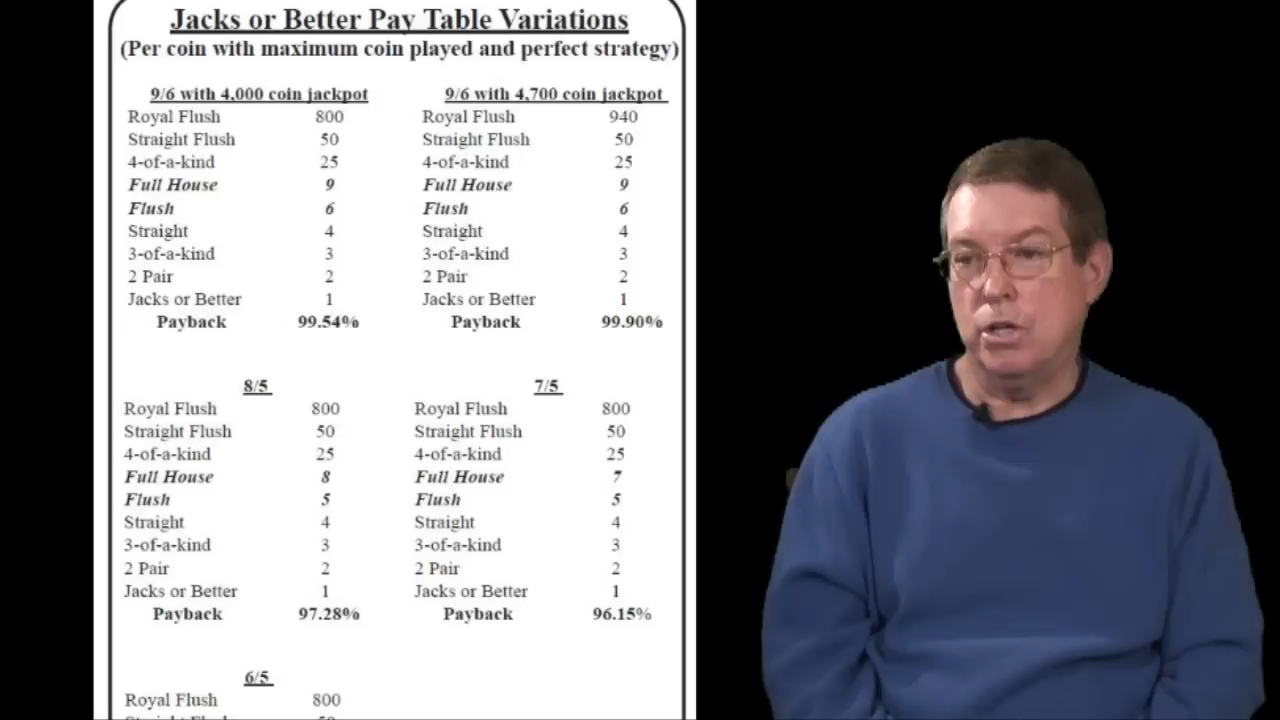 Jacks or Better Pay Table Variations
(Per coin with maximum coin played and perfect strategy)
9/6 with 4,000 coin jackpot
Royal Flush 800
Straight Flush 50
4-of-a-kind 25
Full House 9
Flush 6
Straight 4
3-of-a-kind 3
2 Pair 2
Jacks or Better 1
Payback 99.54%
9/6 with 4,700 coin jackpot
Royal Flush 940
Straight Flush 50
4-of-a-kind 25
Full House 9
Flush 6
Straight 4
3-of-a-kind 3
2 Pair 2
Jacks or Better 1
Payback 99.90%
8/5
Royal Flush 800
Straight Flush 50
4-of-a-kind 25
Full House 8
Flush 5
Straight 4
3-of-a-kind 3
2 Pair 2
Jacks or Better 1
Payback 97.28%
7/5
Royal Flush 800
Straight Flush 50
4-of-a-kind 25
Full House 7
Flush 5
Straight 4
3-of-a-kind 3
2 Pair 2
Jacks or Better 1
Payback 96.15%
6/5
Royal Flush 800